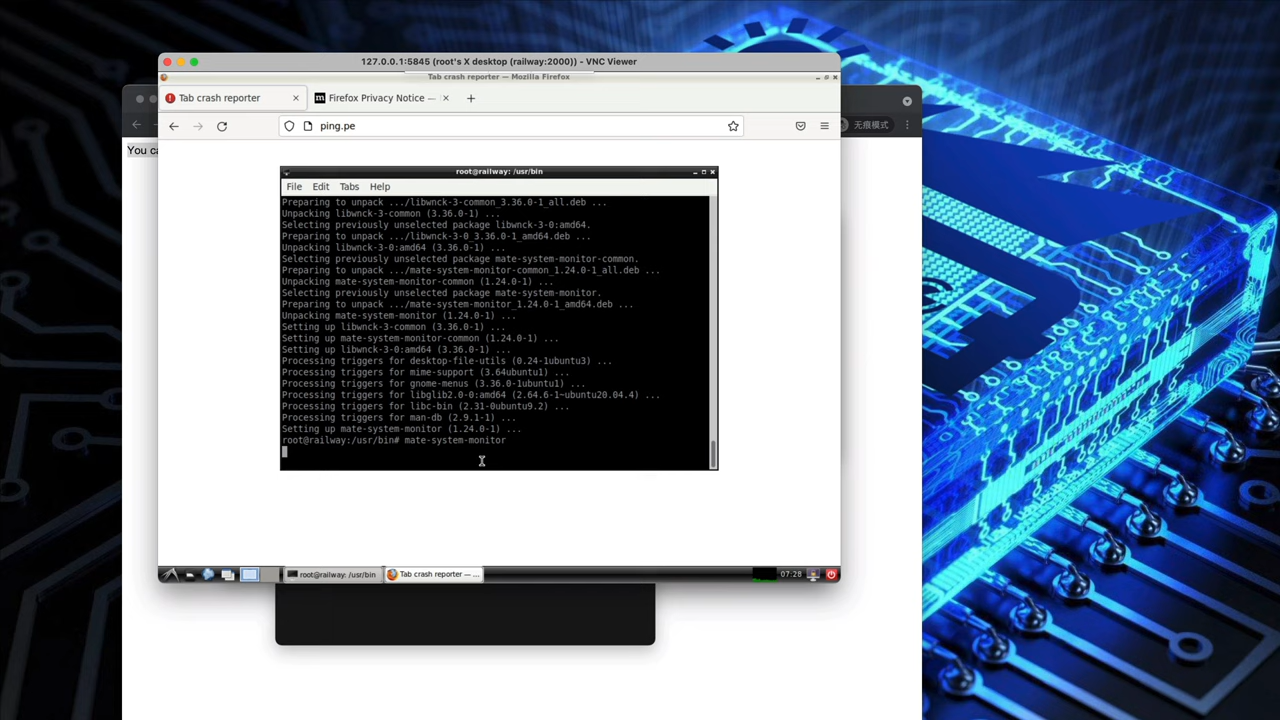 127.0.0.1:5845 (root's X desktop (railway:2000)) - VNC Viewer
Tab crash reporter — Mozilla Firefox
Tab crash reporter
Firefox Privacy Notice —
ping.pe
无痕模式
You ca
root@railway: /usr/bin
File Edit Tabs Help
Preparing to unpack .../libwnck-3-common_3.36.0-1_all.deb ...
Unpacking libwnck-3-common (3.36.0-1) ...
Selecting previously unselected package libwnck-3-0:amd64.
Preparing to unpack .../libwnck-3-0_3.36.0-1_amd64.deb ...
Unpacking libwnck-3-0:amd64 (3.36.0-1) ...
Selecting previously unselected package mate-system-monitor-common.
Preparing to unpack .../mate-system-monitor-common_1.24.0-1_all.deb ...
Unpacking mate-system-monitor-common (1.24.0-1) ...
Selecting previously unselected package mate-system-monitor.
Preparing to unpack .../mate-system-monitor_1.24.0-1_amd64.deb ...
Unpacking mate-system-monitor (1.24.0-1) ...
Setting up libwnck-3-common (3.36.0-1) ...
Setting up mate-system-monitor-common (1.24.0-1) ...
Setting up libwnck-3-0:amd64 (3.36.0-1) ...
Processing triggers for desktop-file-utils (0.24-1ubuntu3) ...
Processing triggers for mime-support (3.64ubuntu1) ...
Processing triggers for gnome-menus (3.36.0-1ubuntu1) ...
Processing triggers for libglib2.0-0:amd64 (2.64.6-1~ubuntu20.04.4) ...
Processing triggers for libc-bin (2.31-0ubuntu9.2) ...
Processing triggers for man-db (2.9.1-1) ...
Setting up mate-system-monitor (1.24.0-1) ...
root@railway:/usr/bin# mate-system-monitor
root@railway: /usr/bin
Tab crash reporter — ...
07:28